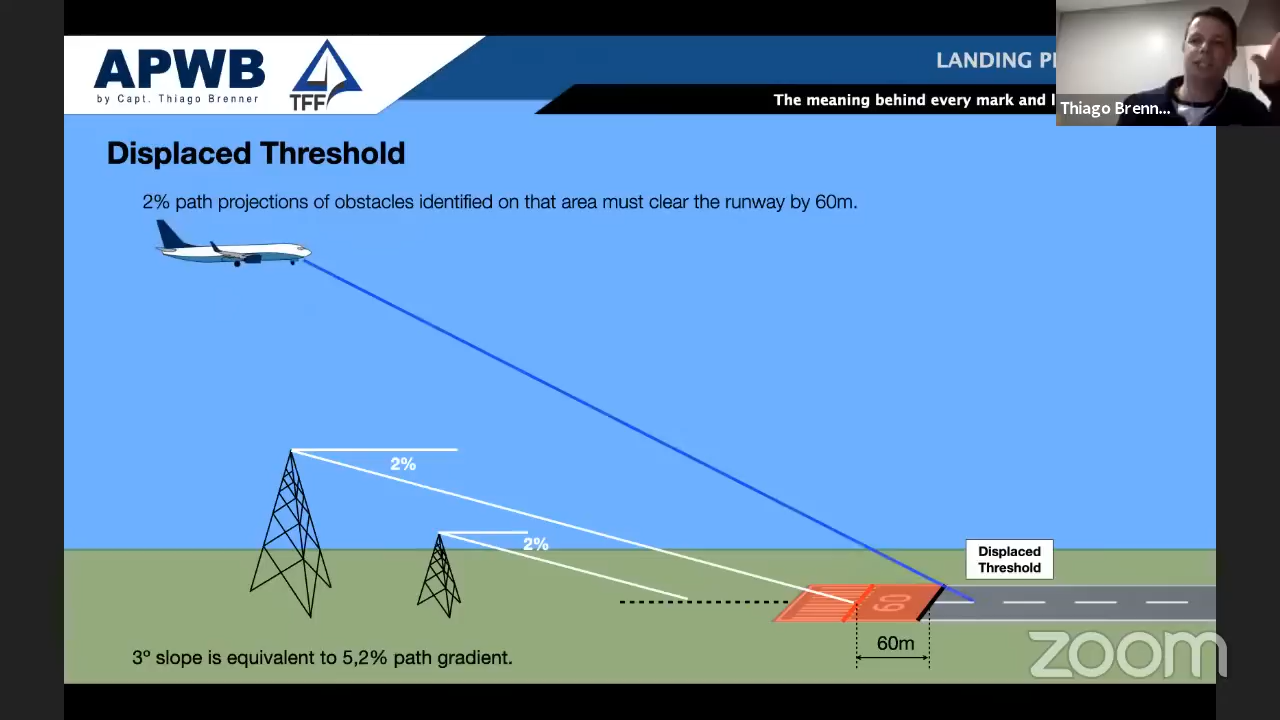 APWB
by Capt. Thiago Brenner
TFF
LANDING
The meaning behind every mark and
Thiago Brenn...
Displaced Threshold
2% path projections of obstacles identified on that area must clear the runway by 60m.
2%
2%
Displaced
Threshold
60
60m
3º slope is equivalent to 5,2% path gradient.
zoom